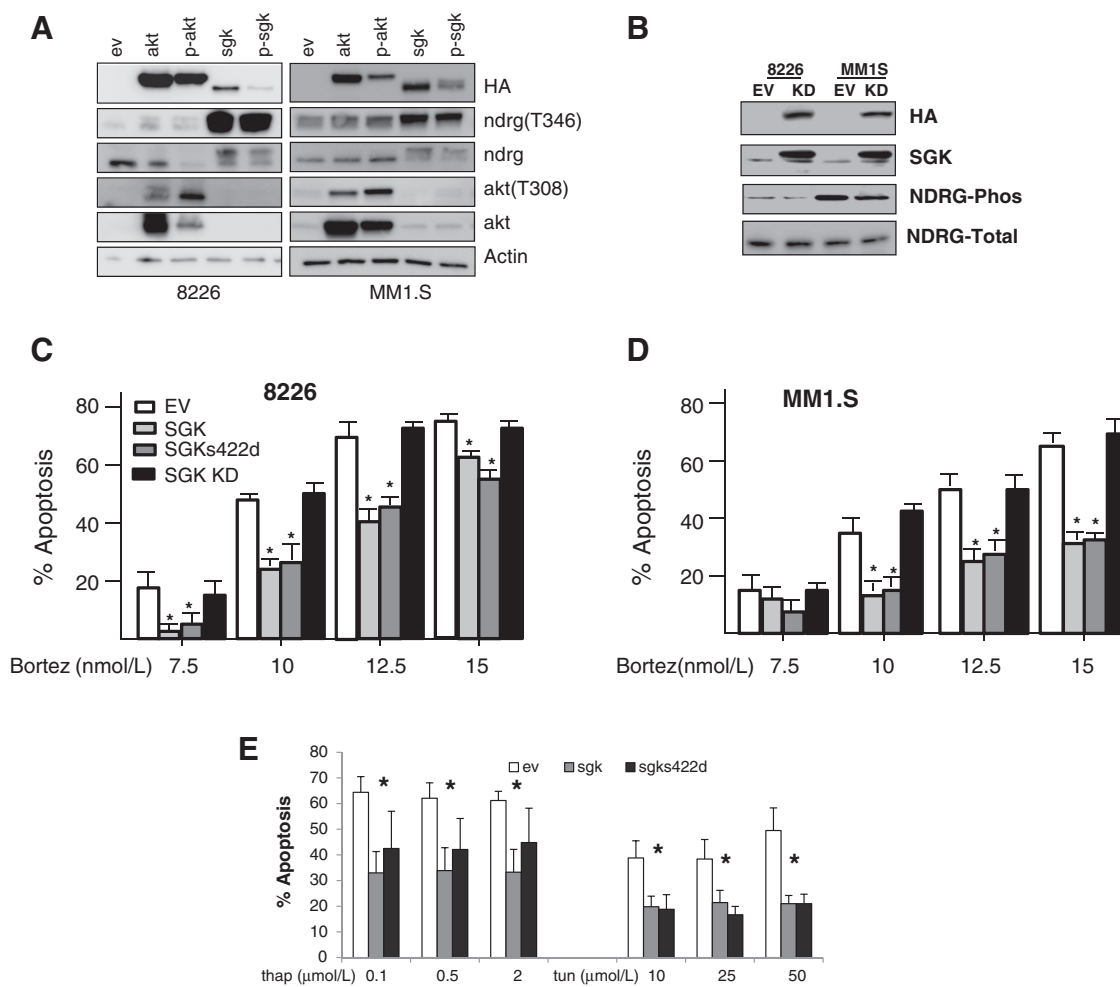 A
ev akt p-akt sgk p-sgk ev akt p-akt sgk p-sgk
HA
ndrg(T346)
ndrg
akt(T308)
akt
Actin
8226 MM1.S
B
8226 MM1S
EV KD EV KD
HA
SGK
NDRG-Phos
NDRG-Total
C
8226
80
60
40
20
% Apoptosis
EV
SGK
SGKs422d
SGK KD
* * * * * * * *
Bortez (nmol/L) 7.5 10 12.5 15
D
MM1.S
80
60
40
20
% Apoptosis
* * * * * *
Bortez(nmol/L) 7.5 10 12.5 15
E
80
70
60
50
40
30
20
10
0
% Apoptosis
ev sgk sgks422d
* * * * * *
thap (μmol/L) 0.1 0.5 2 tun (μmol/L) 10 25 50